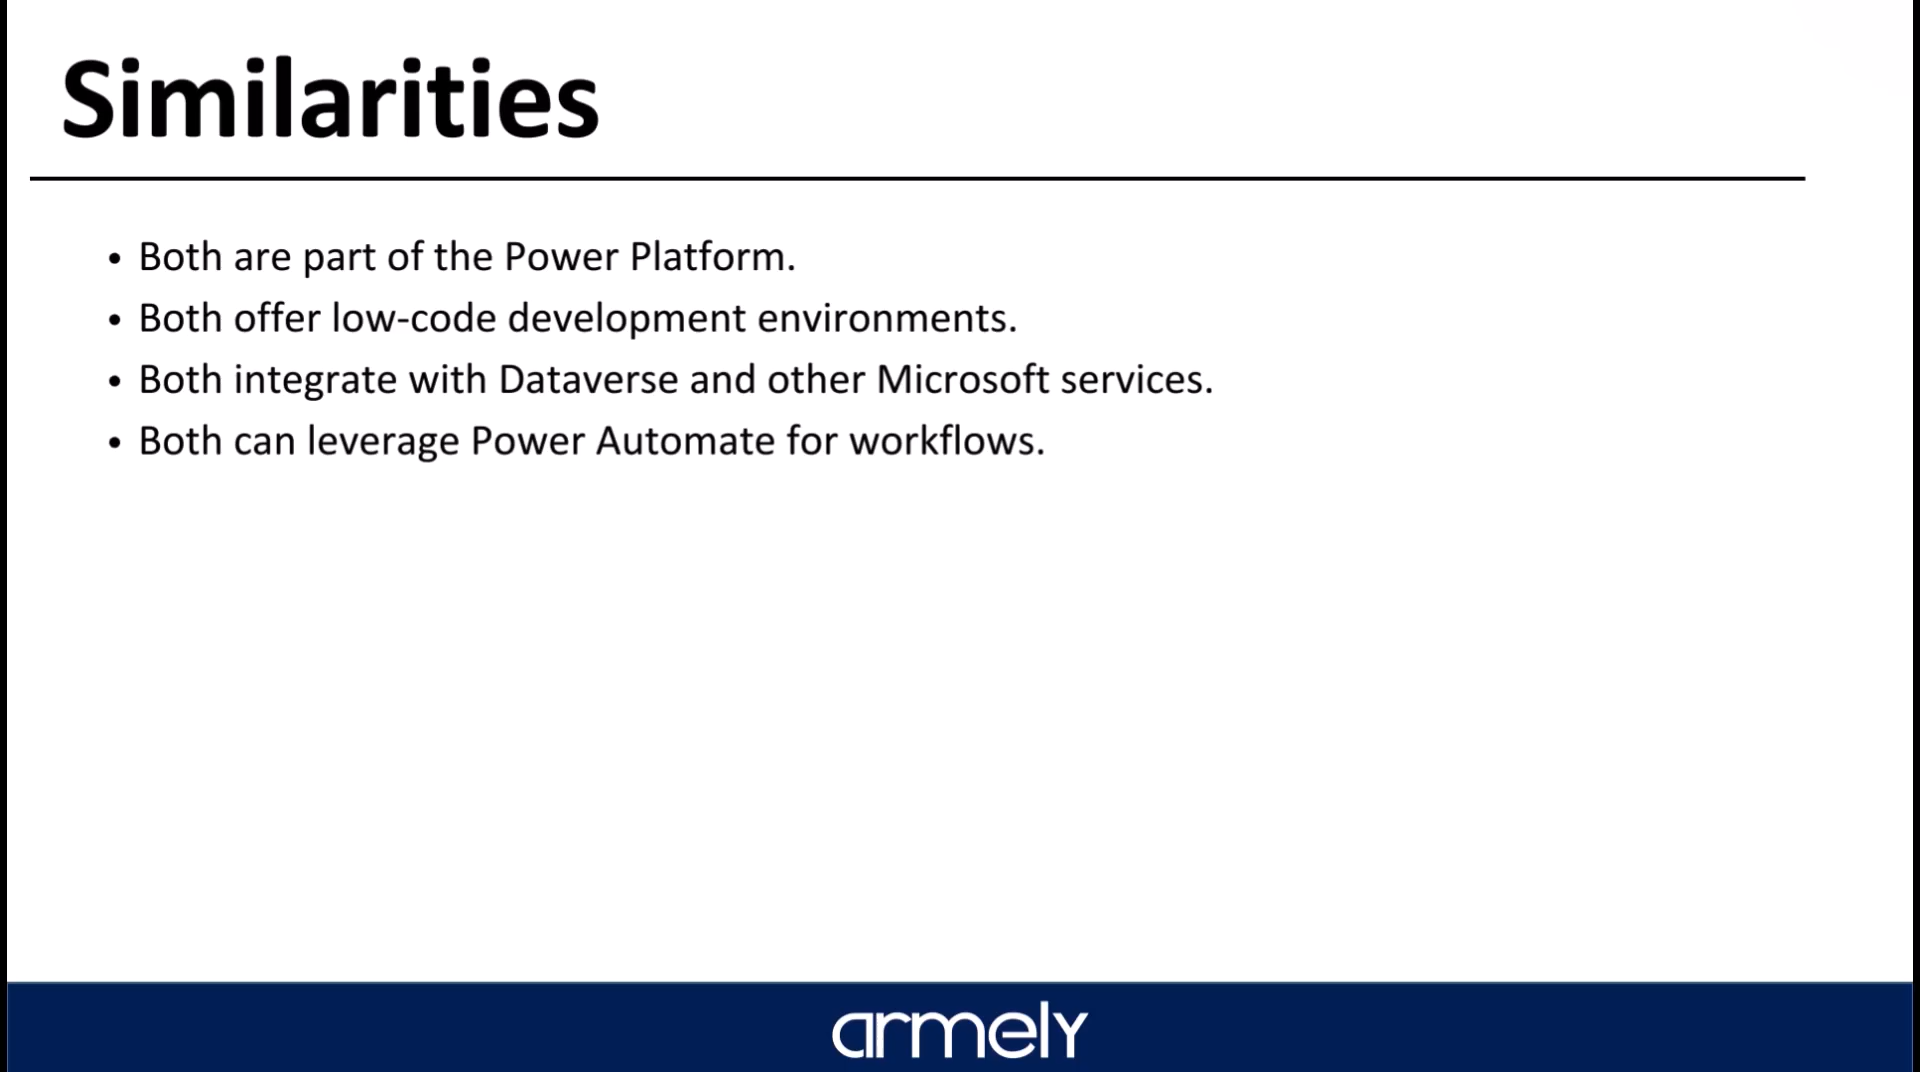 Similarities
• Both are part of the Power Platform.
• Both offer low-code development environments.
• Both integrate with Dataverse and other Microsoft services.
• Both can leverage Power Automate for workflows.
armely